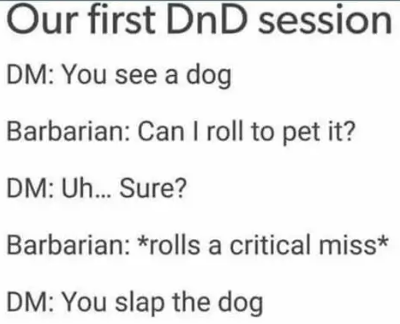 Our first DnD session
DM: You see a dog
Barbarian: Can I roll to pet it?
DM: Uh... Sure?
Barbarian: *rolls a critical miss*
DM: You slap the dog